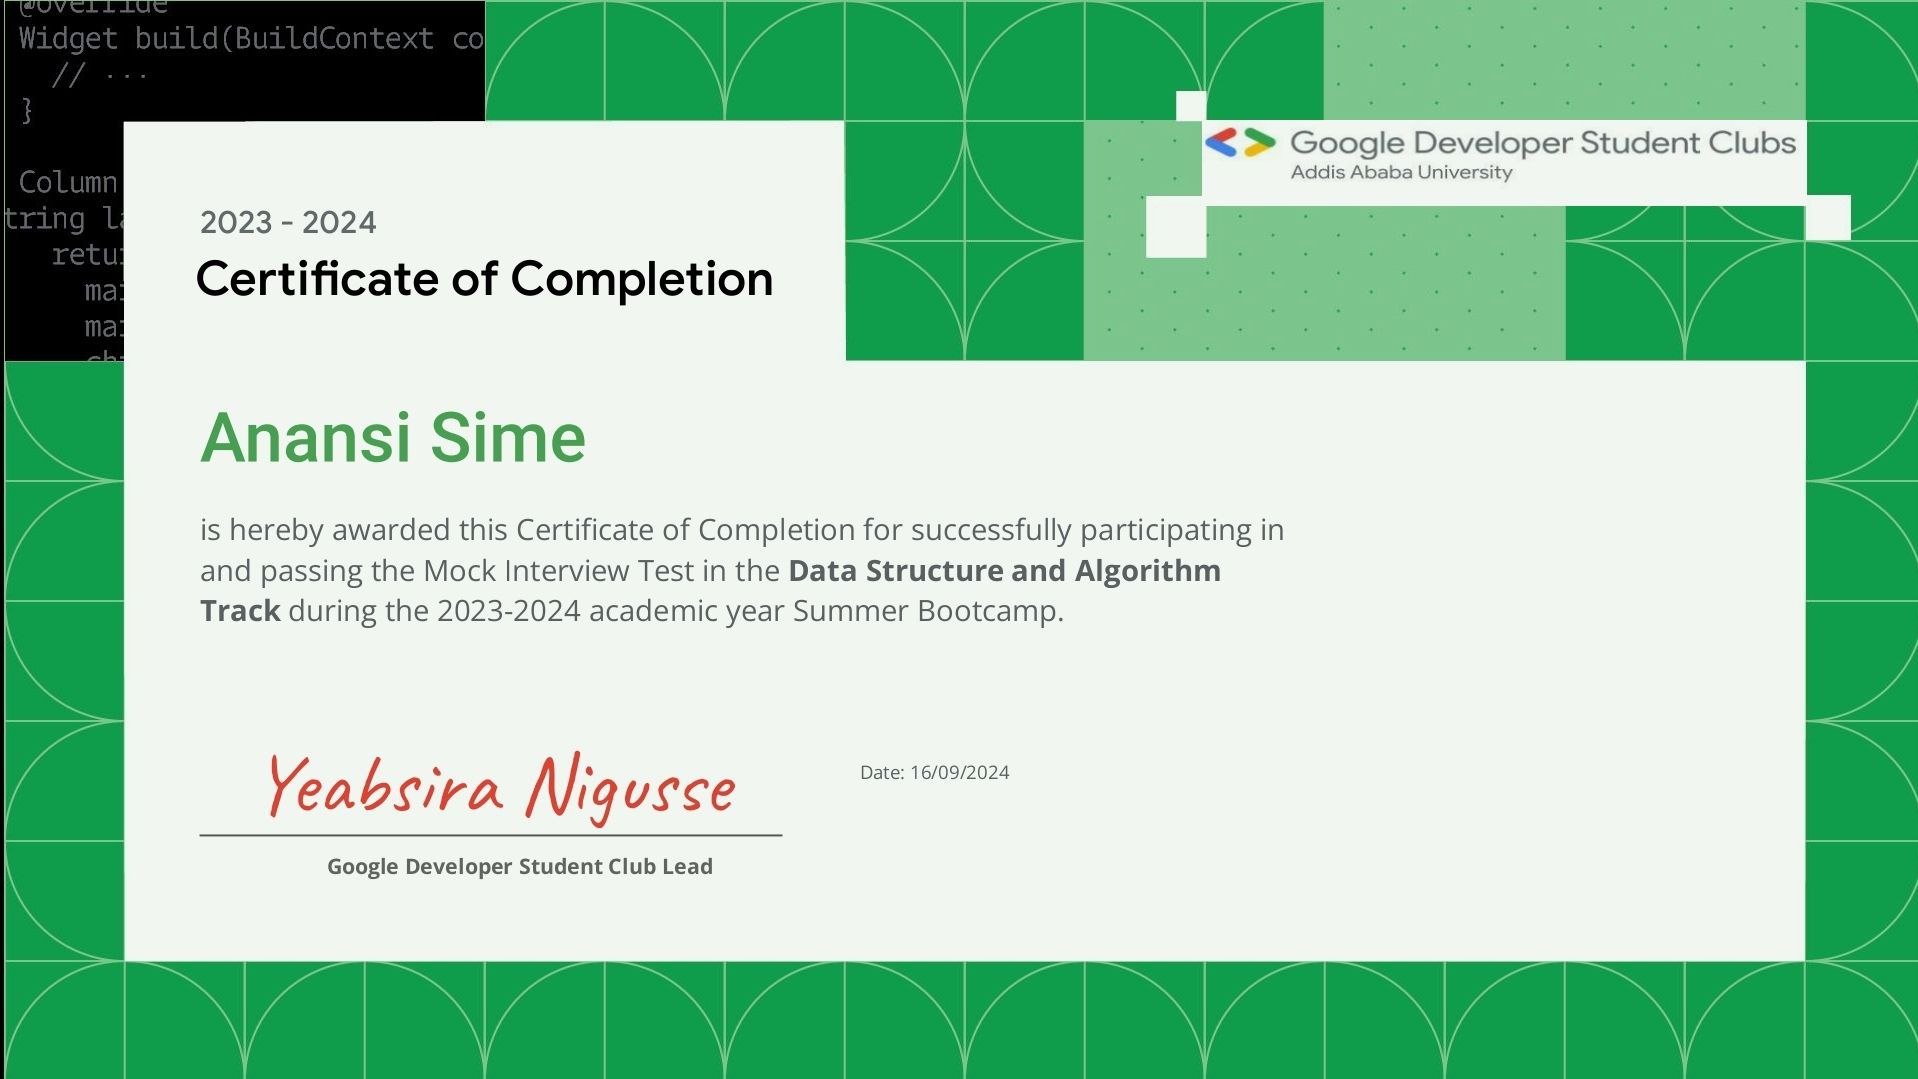 @override
Widget build(BuildContext co
// ...
}
Column
tring la
retu
mai
mai
Google Developer Student Clubs
Addis Ababa University
2023 - 2024
Certificate of Completion
Anansi Sime
is hereby awarded this Certificate of Completion for successfully participating in
and passing the Mock Interview Test in the Data Structure and Algorithm
Track during the 2023-2024 academic year Summer Bootcamp.
Yeabsira Nigusse
Date: 16/09/2024
Google Developer Student Club Lead